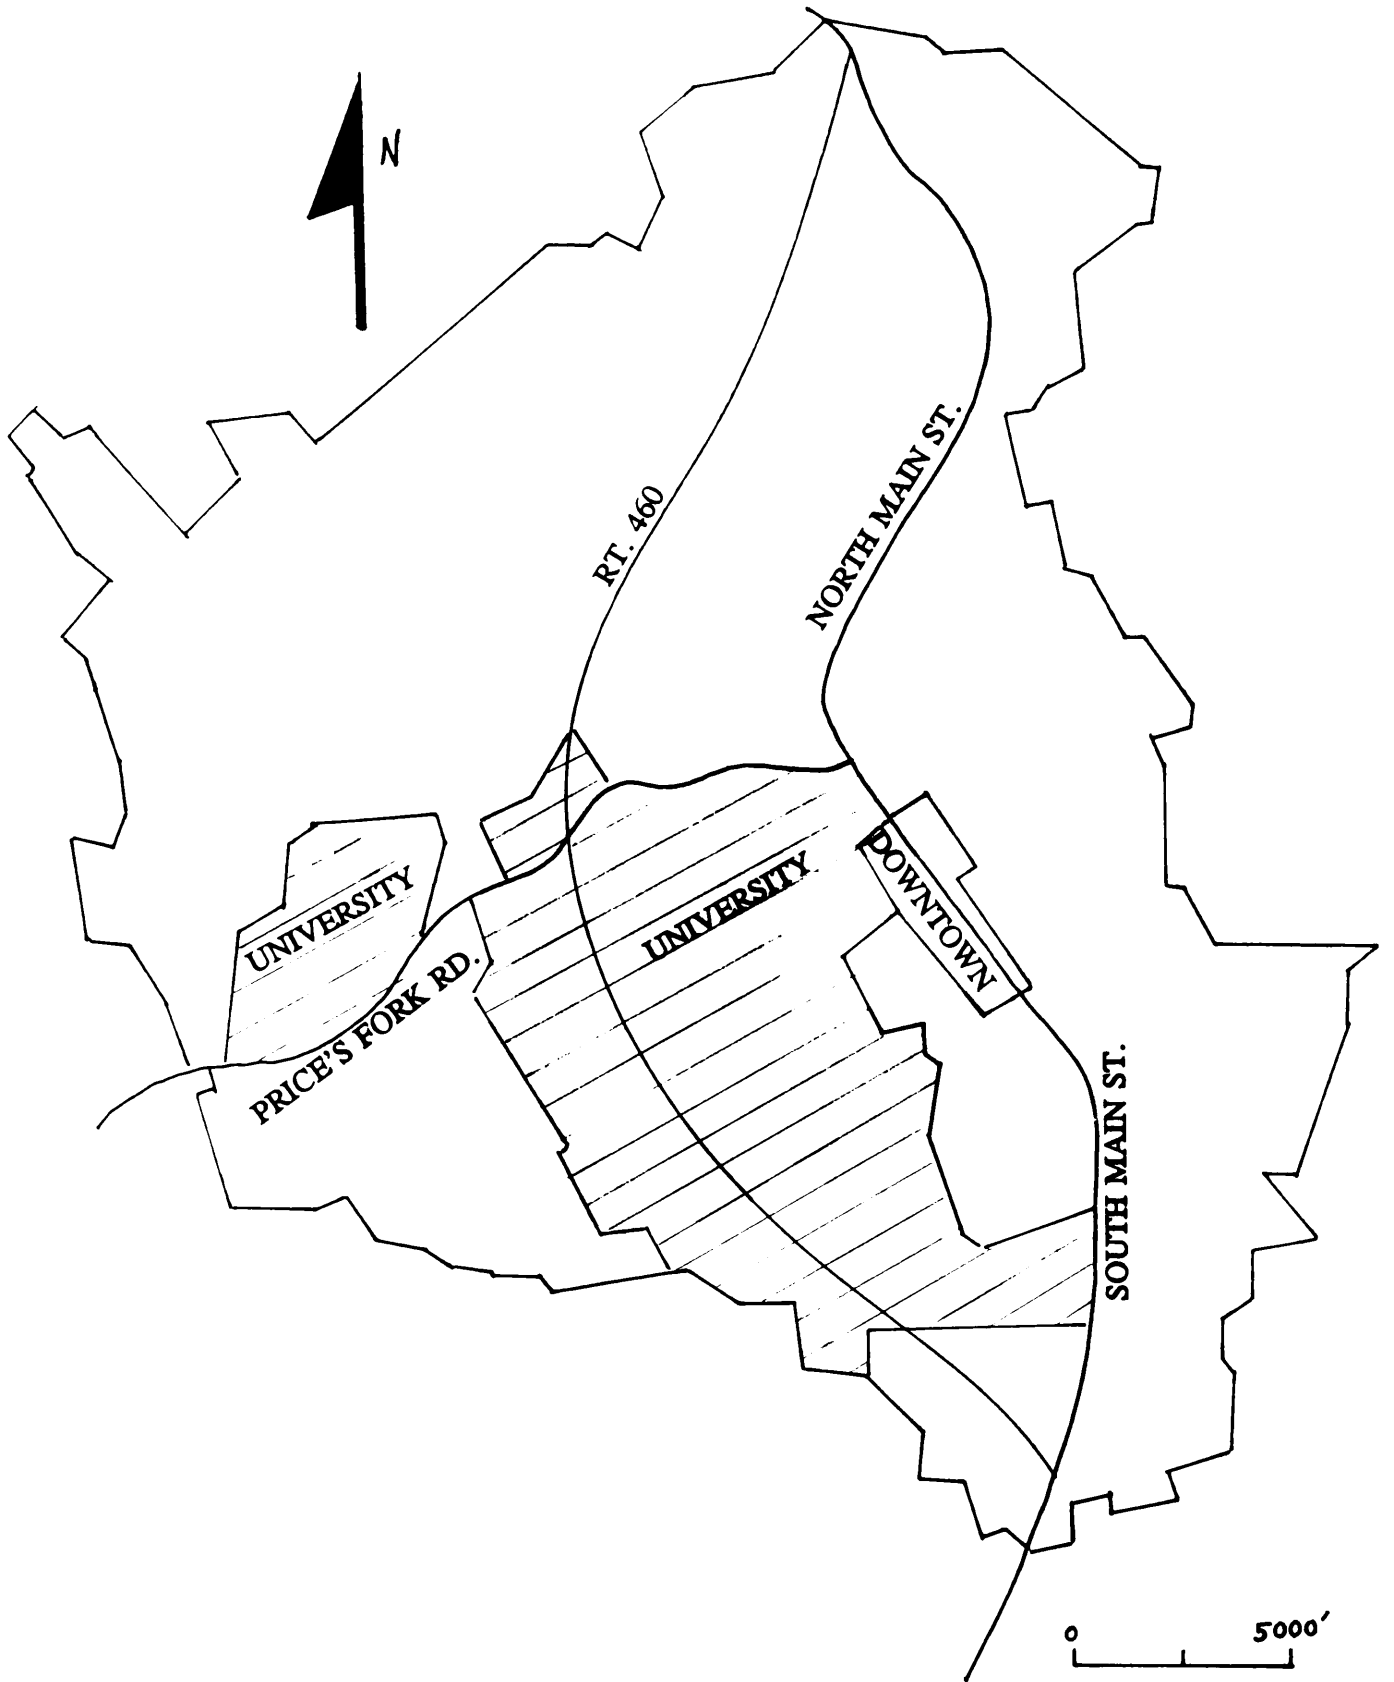 N
NORTH MAIN ST.
RT. 460
DOWNTOWN
UNIVERSITY
UNIVERSITY
PRICE'S FORK RD.
SOUTH MAIN ST.
0 5000'